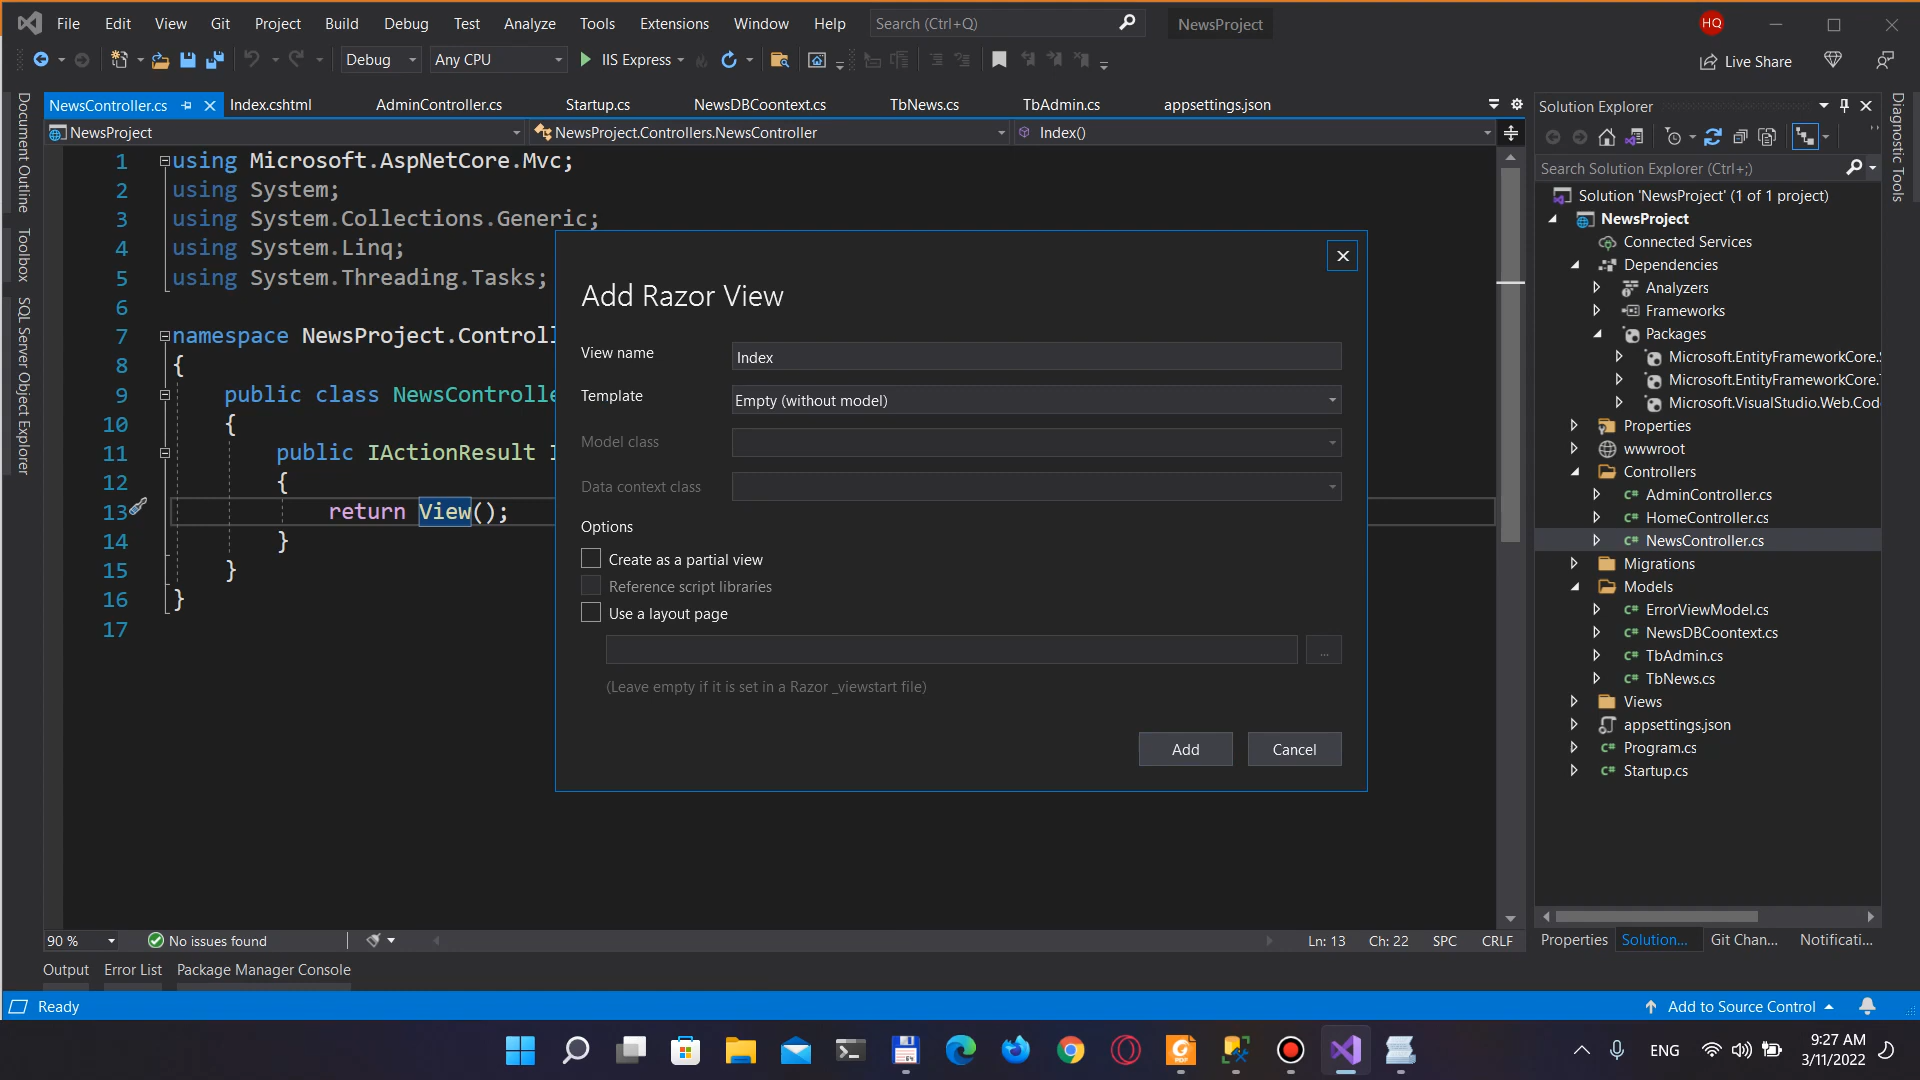 File Edit View Git Project Build Debug Test Analyze Tools Extensions Window Help Search (Ctrl+Q) NewsProject HQ
Debug Any CPU IIS Express Live Share
NewsController.cs Index.cshtml AdminController.cs Startup.cs NewsDBCoontext.cs TbNews.cs TbAdmin.cs appsettings.json
NewsProject NewsProject.Controllers.NewsController Index()
Document Outline
Toolbox
SQL Server Object Explorer
1 using Microsoft.AspNetCore.Mvc;
2 using System;
3 using System.Collections.Generic;
4 using System.Linq;
5 using System.Threading.Tasks;
6
7 namespace NewsProject.Controll
8 {
9 public class NewsControlle
10 {
11 public IActionResult I
12 {
13 return View();
14 }
15 }
16 }
17
Add Razor View
View name Index
Template Empty (without model)
Model class
Data context class
Options
Create as a partial view
Reference script libraries
Use a layout page
...
(Leave empty if it is set in a Razor _viewstart file)
Add Cancel
Solution Explorer
Search Solution Explorer (Ctrl+;)
Solution 'NewsProject' (1 of 1 project)
NewsProject
Connected Services
Dependencies
Analyzers
Frameworks
Packages
Microsoft.EntityFrameworkCore.S
Microsoft.EntityFrameworkCore.T
Microsoft.VisualStudio.Web.Cod
Properties
wwwroot
Controllers
C# AdminController.cs
C# HomeController.cs
C# NewsController.cs
Migrations
Models
C# ErrorViewModel.cs
C# NewsDBCoontext.cs
C# TbAdmin.cs
C# TbNews.cs
Views
appsettings.json
C# Program.cs
C# Startup.cs
Diagnostic Tools
90 % No issues found Ln: 13 Ch: 22 SPC CRLF
Properties Solution... Git Chan... Notificati...
Output Error List Package Manager Console
Ready Add to Source Control
ENG 9:27 AM
3/11/2022